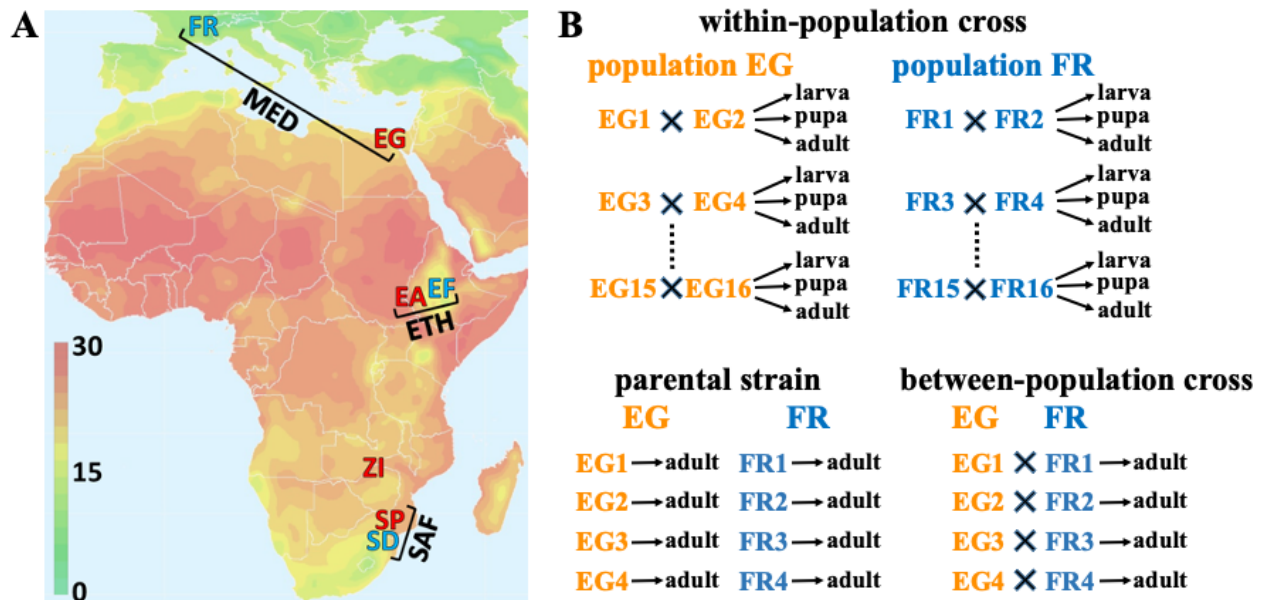 A
FR
MED
EG
EA EF
ETH
ZI
SP
SD
SAF
30
15
0
B
within-population cross
population EG
population FR
larva
EG1 × EG2 pupa
adult
larva
EG3 × EG4 pupa
adult
larva
EG15 × EG16 pupa
adult
larva
FR1 × FR2 pupa
adult
larva
FR3 × FR4 pupa
adult
larva
FR15 × FR16 pupa
adult
parental strain
EG FR
EG1 → adult FR1 → adult
EG2 → adult FR2 → adult
EG3 → adult FR3 → adult
EG4 → adult FR4 → adult
between-population cross
EG FR
EG1 × FR1 → adult
EG2 × FR2 → adult
EG3 × FR3 → adult
EG4 × FR4 → adult